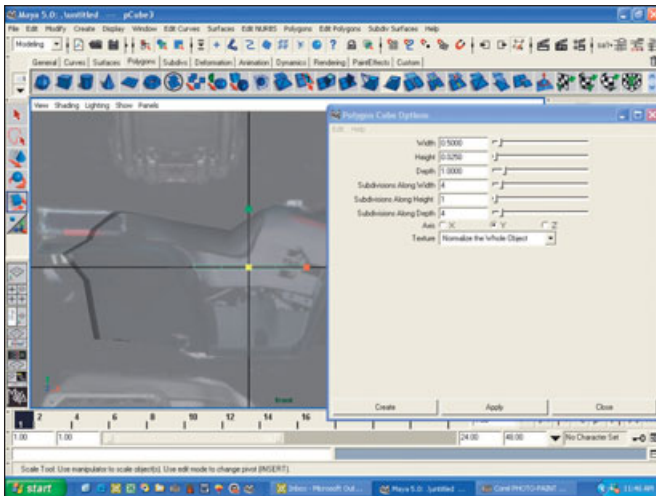 Maya 5.0: .\untitled --- pCube3
File Edit Modify Create Display Window Edit Curves Surfaces Edit NURBS Polygons Edit Polygons Subdiv Surfaces Help
Modeling
General Curves Surfaces Polygons Subdivs Deformation Animation Dynamics Rendering PaintEffects Custom
View Shading Lighting Show Panels
Polygon Cube Options
Edit Help
Width 0.5000
Height 0.0250
Depth 1.0000
Subdivisions Along Width 4
Subdivisions Along Height 1
Subdivisions Along Depth 4
Axis X Y Z
Texture Normalize the Whole Object
front
Create Apply Close
1 2 4 6 8 10 12 14 16
1.00 1.00 24.00 48.00 No Character Set
Scale Tool: Use manipulator to scale object(s). Use edit mode to change pivot (INSERT).
start Inbox - Microsoft Out... Maya 5.0: .\untitled ... Corel PHOTO-PAINT ... 11:46 AM